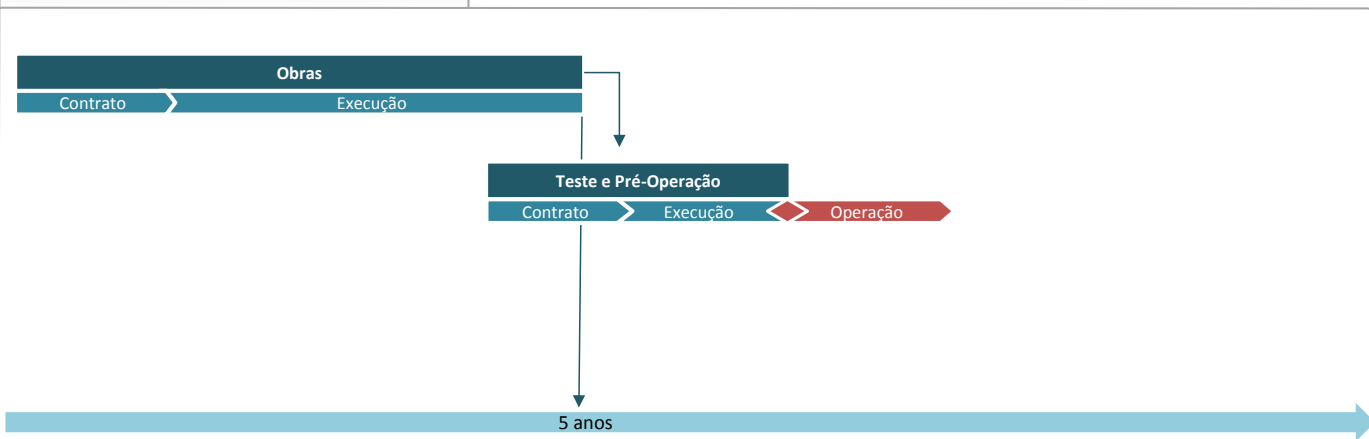 Obras
Contrato Execução
Teste e Pré-Operação
Contrato Execução Operação
5 anos